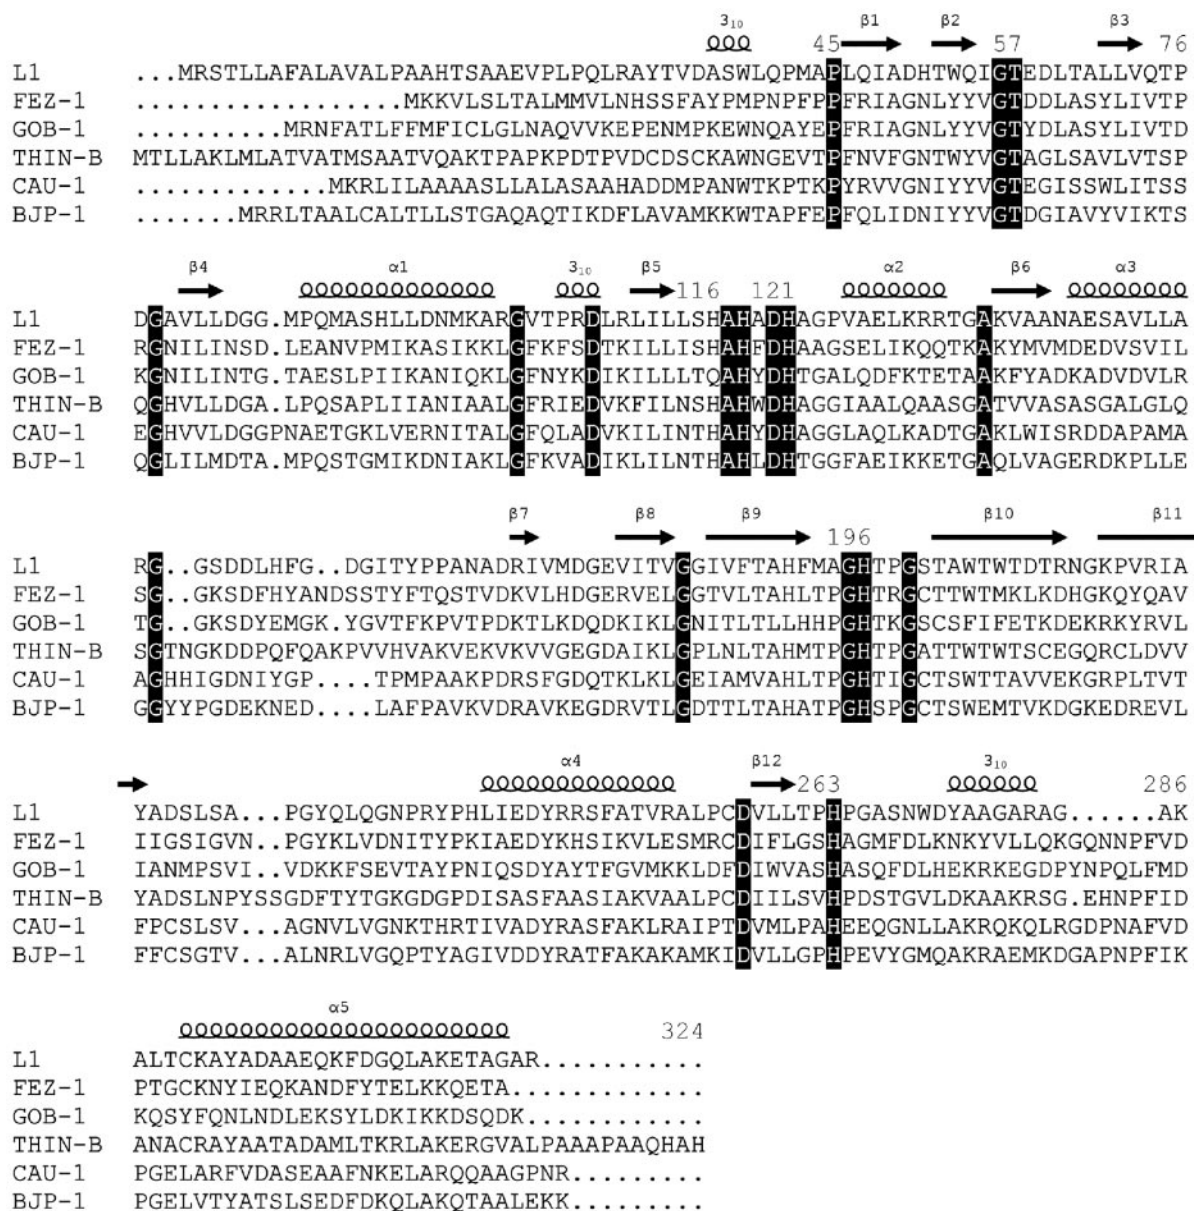 3₁₀ 45 β1 β2 57 β3 76
L1 ...MRSTLLAFALAVALPAAHTSAAEVPLPQLRAYTVDASWLQPMAPLQIADHTWQIGTEDLTALLVQTP
FEZ-1 ..................MKKVLSLTALMMVLNHSSFAYPMPNPFPPFRIAGNLYYVGTDDLASYLIVTP
GOB-1 ..........MRNFATLFFMFICLGLNAQVVKEPENMPKEWNQAYEPFRIAGNLYYVGTYDLASYLIVTD
THIN-B MTLLAKLMLATVATMSAATVQAKTPAPKPDTPVDCDSCKAWNGEVTPFNVFGNTWYVGTAGLSAVLVTSP
CAU-1 .............MKRLILAAAASLLALASAAHADDMPANWTKPTKPYRVVGNIYYVGTEGISSWLITSS
BJP-1 .......MRRLTAALCALTLLSTGAQAQTIKDFLAVAMKKWTAPFEPFQLIDNIYYVGTDGIAVYVIKTS
β4 α1 3₁₀ β5 116 121 α2 β6 α3
L1 DGAVLLDGG.MPQMASHLLDNMKARGVTPRDLRLILLSHAHADHAGPVAELKRRTGAKVAANAESAVLLA
FEZ-1 RGNILINSD.LEANVPMIKASIKKLGFKFSDTKILLISHAHFDHAAGSELIKQQTKAKYMVMDEDVSVIL
GOB-1 KGNILINTG.TAESLPIIKANIQKLGFNYKDIKILLLTQAHYDHTGALQDFKTETAAKFYADKADVDVLR
THIN-B QGHVLLDGA.LPQSAPLIIANIAALGFRIEDVKFILNSHAHWDHAGGIAALQAASGATVVASASGALGLQ
CAU-1 EGHVVLDGGPNAETGKLVERNITALGFQLADVKILINTHAHYDHAGGLAQLKADTGAKLWISRDDAPAMA
BJP-1 QGLILMDTA.MPQSTGMIKDNIAKLGFKVADIKLILNTHAHLDHTGGFAEIKKETGAQLVAGERDKPLLE
β7 β8 β9 196 β10 β11
L1 RG..GSDDLHFG..DGITYPPANADRIVMDGEVITVGGIVFTAHFMAGHTPGSTAWTWTDTRNGKPVRIA
FEZ-1 SG..GKSDFHYANDSSTYFTQSTVDKVLHDGERVELGGTVLTAHLTPGHTRGCTTWTMKLKDHGKQYQAV
GOB-1 TG..GKSDYEMGK.YGVTFKPVTPDKTLKDQDKIKLGNITLTLLHHPGHTKGSCSFIFETKDEKRKYRVL
THIN-B SGTNGKDDPQFQAKPVVHVAKVEKVKVVGEGDAIKLGPLNLTAHMTPGHTPGATTWTWTSCEGQRCLDVV
CAU-1 AGHHIGDNIYGP....TPMPAAKPDRSFGDQTKLKLGEIAMVAHLTPGHTIGCTSWTTAVVEKGRPLTVT
BJP-1 GGYYPGDEKNED....LAFPAVKVDRAVKEGDRVTLGDTTLTAHATPGHSPGCTSWEMTVKDGKEDREVL
α4 β12 263 3₁₀ 286
L1 YADSLSA...PGYQLQGNPRYPHLIEDYRRSFATVRALPCDVLLTPHPGASNWDYAAGARAG......AK
FEZ-1 IIGSIGVN..PGYKLVDNITYPKIAEDYKHSIKVLESMRCDIFLGSHAGMFDLKNKYVLLQKGQNNPFVD
GOB-1 IANMPSVI..VDKKFSEVTAYPNIQSDYAYTFGVMKKLDFDIWVASHASQFDLHEKRKEGDPYNPQLFMD
THIN-B YADSLNPYSSGDFTYTGKGDGPDISASFAASIAKVAALPCDIILSVHPDSTGVLDKAAKRSG.EHNPFID
CAU-1 FPCSLSV...AGNVLVGNKTHRTIVADYRASFAKLRAIPTDVMLPAHEEQGNLLAKRQKQLRGDPNAFVD
BJP-1 FFCSGTV...ALNRLVGQPTYAGIVDDYRATFAKAKAMKIDVLLGPHPEVYGMQAKRAEMKDGAPNPFIK
α5 324
L1 ALTCKAYADAAEQKFDGQLAKETAGAR...........
FEZ-1 PTGCKNYIEQKANDFYTELKKQETA.............
GOB-1 KQSYFQNLNDLEKSYLDKIKKDSQDK............
THIN-B ANACRAYAATADAMLTKRLAKERGVALPAAAPAAQHAH
CAU-1 PGELARFVDASEAAFNKELARQQAAGPNR.........
BJP-1 PGELVTYATSLSEDFDKQLAKQTAALEKK.........